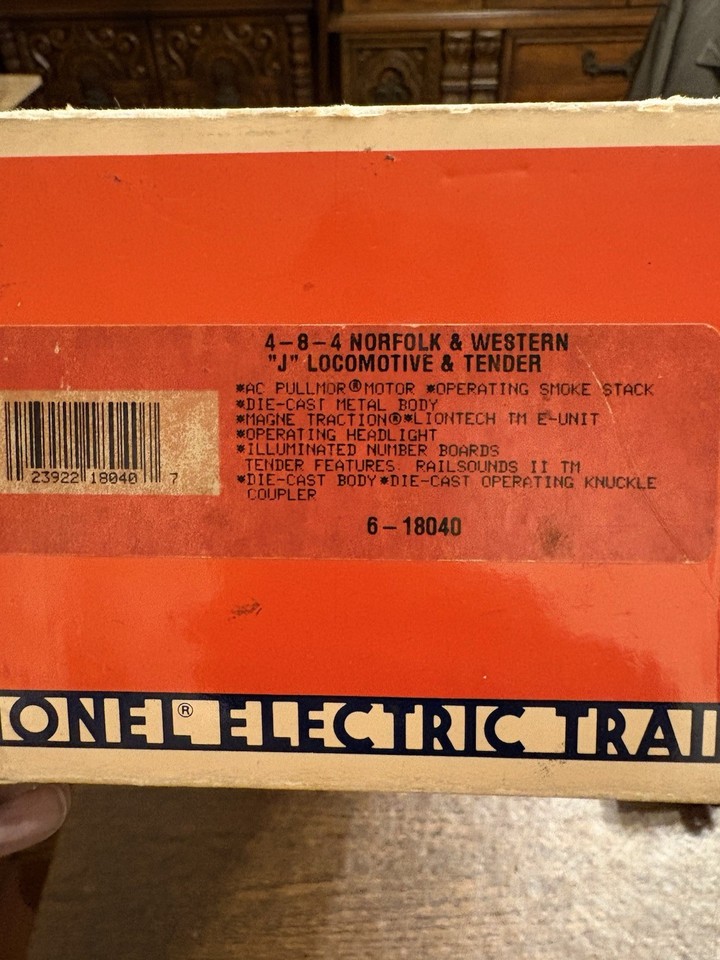 4-8-4 NORFOLK & WESTERN
"J" LOCOMOTIVE & TENDER
*AC PULLMOR®MOTOR *OPERATING SMOKE STACK
*DIE-CAST METAL BODY
*MAGNE TRACTION®*LIONTECH TM E-UNIT
*OPERATING HEADLIGHT
*ILLUMINATED NUMBER BOARDS
TENDER FEATURES: RAILSOUNDS II TM
*DIE-CAST BODY*DIE-CAST OPERATING KNUCKLE
COUPLER
23922 18040 7
6-18040
IONEL® ELECTRIC TRAI